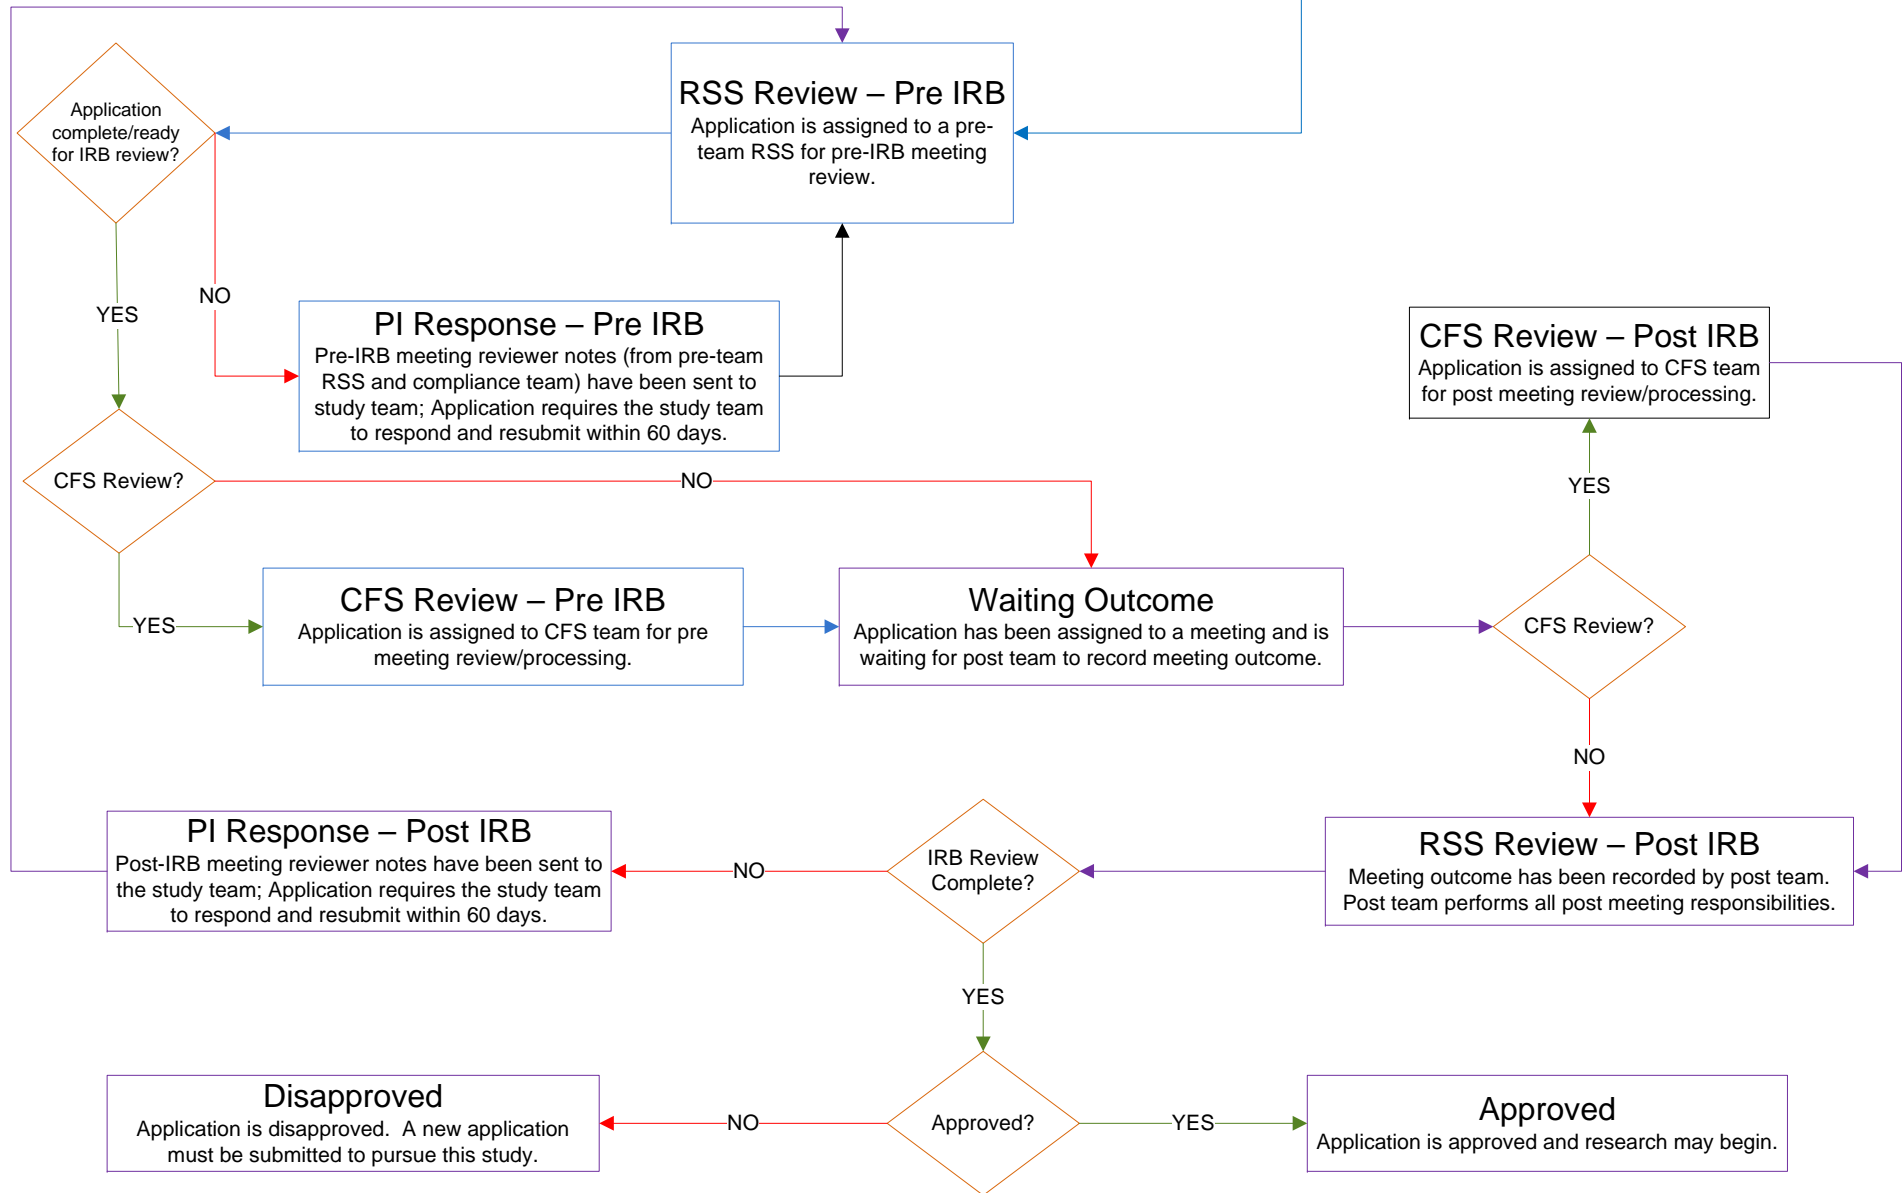 Application
complete/ready
for IRB review?
RSS Review – Pre IRB
Application is assigned to a pre-
team RSS for pre-IRB meeting
review.
YES
NO
PI Response – Pre IRB
Pre-IRB meeting reviewer notes (from pre-team
RSS and compliance team) have been sent to
study team; Application requires the study team
to respond and resubmit within 60 days.
CFS Review – Post IRB
Application is assigned to CFS team
for post meeting review/processing.
CFS Review?
NO
YES
YES
CFS Review – Pre IRB
Application is assigned to CFS team for pre
meeting review/processing.
Waiting Outcome
Application has been assigned to a meeting and is
waiting for post team to record meeting outcome.
CFS Review?
NO
PI Response – Post IRB
Post-IRB meeting reviewer notes have been sent to
the study team; Application requires the study team
to respond and resubmit within 60 days.
NO
IRB Review
Complete?
RSS Review – Post IRB
Meeting outcome has been recorded by post team.
Post team performs all post meeting responsibilities.
YES
Disapproved
Application is disapproved.  A new application
must be submitted to pursue this study.
NO
Approved?
YES
Approved
Application is approved and research may begin.